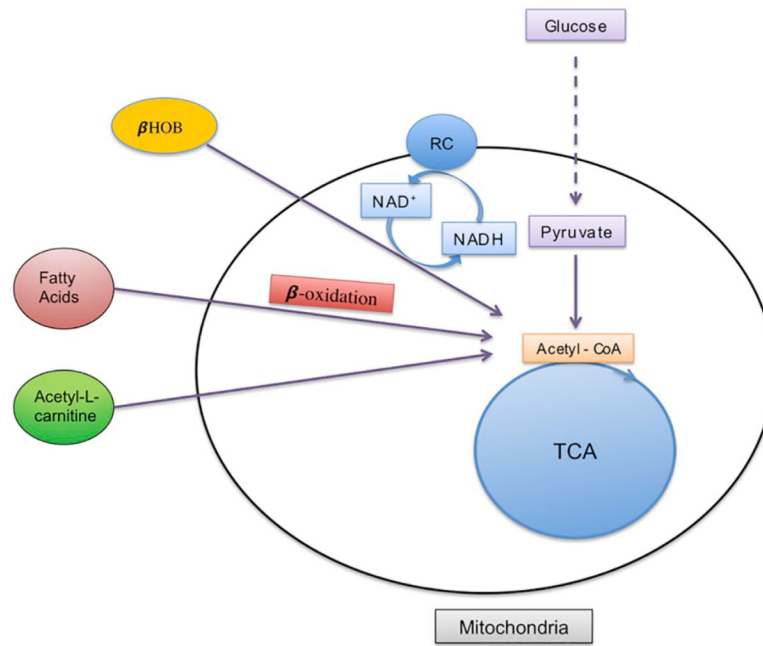 Glucose
βHOB
RC
NAD⁺
NADH
Pyruvate
Fatty
Acids
β-oxidation
Acetyl - CoA
Acetyl-L-
carnitine
TCA
Mitochondria